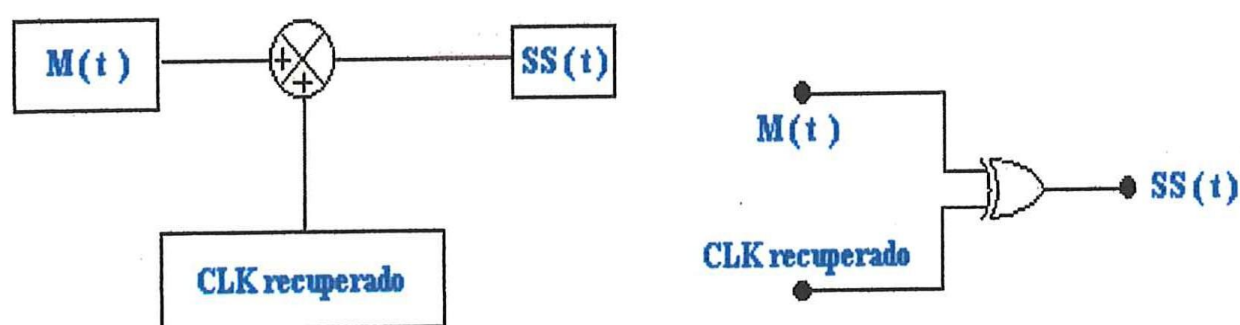 M(t)
+
+
SS(t)
CLK recuperado
M(t)
SS(t)
CLK recuperado